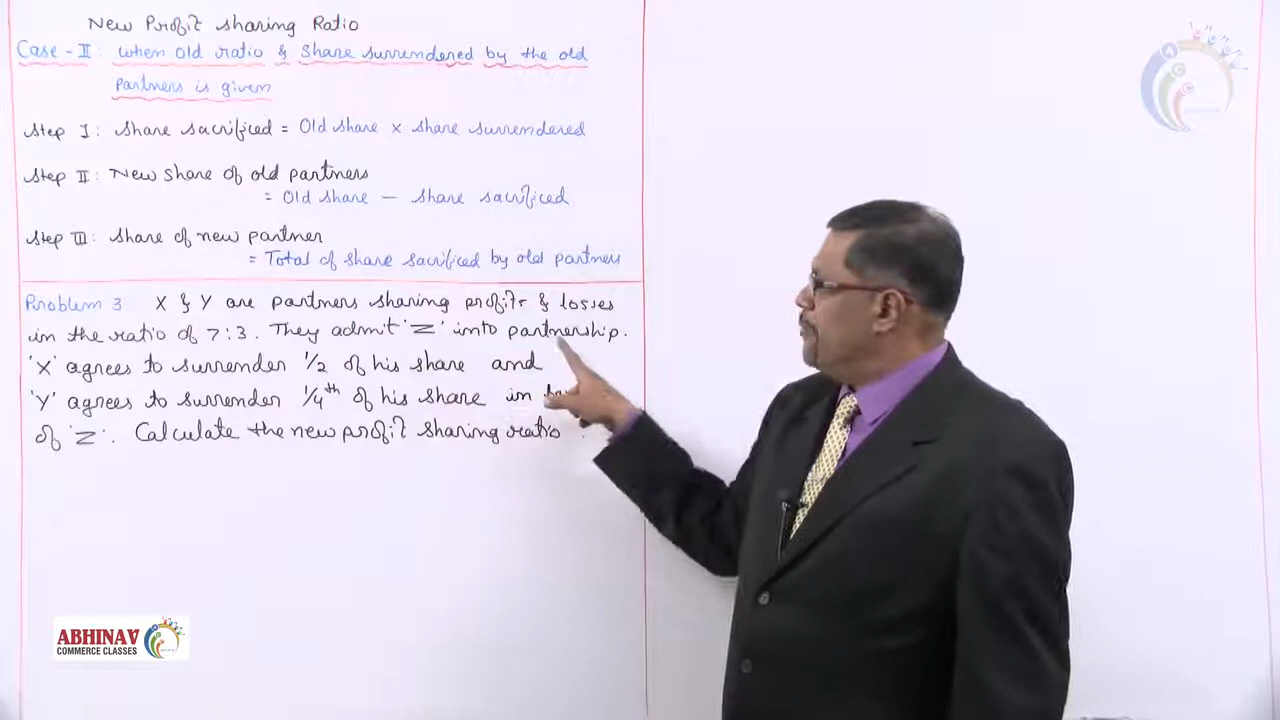 New Profit sharing Ratio
Case - II : when old ratio & share surrendered by the old
partners is given
Step I : share sacrificed = Old share × share surrendered
Step II : New share of old partners
= Old share — share sacrificed
Step III : share of new partner
= Total of share sacrificed by old partners
Problem 3 X & Y are partners sharing profits & losses
in the ratio of 7:3. They admit 'Z' into partnership.
'X' agrees to surrender 1/2 of his share and
'Y' agrees to surrender 1/4th of his share in
of 'Z'. Calculate the new profit sharing ratio.
ABHINAV
COMMERCE CLASSES